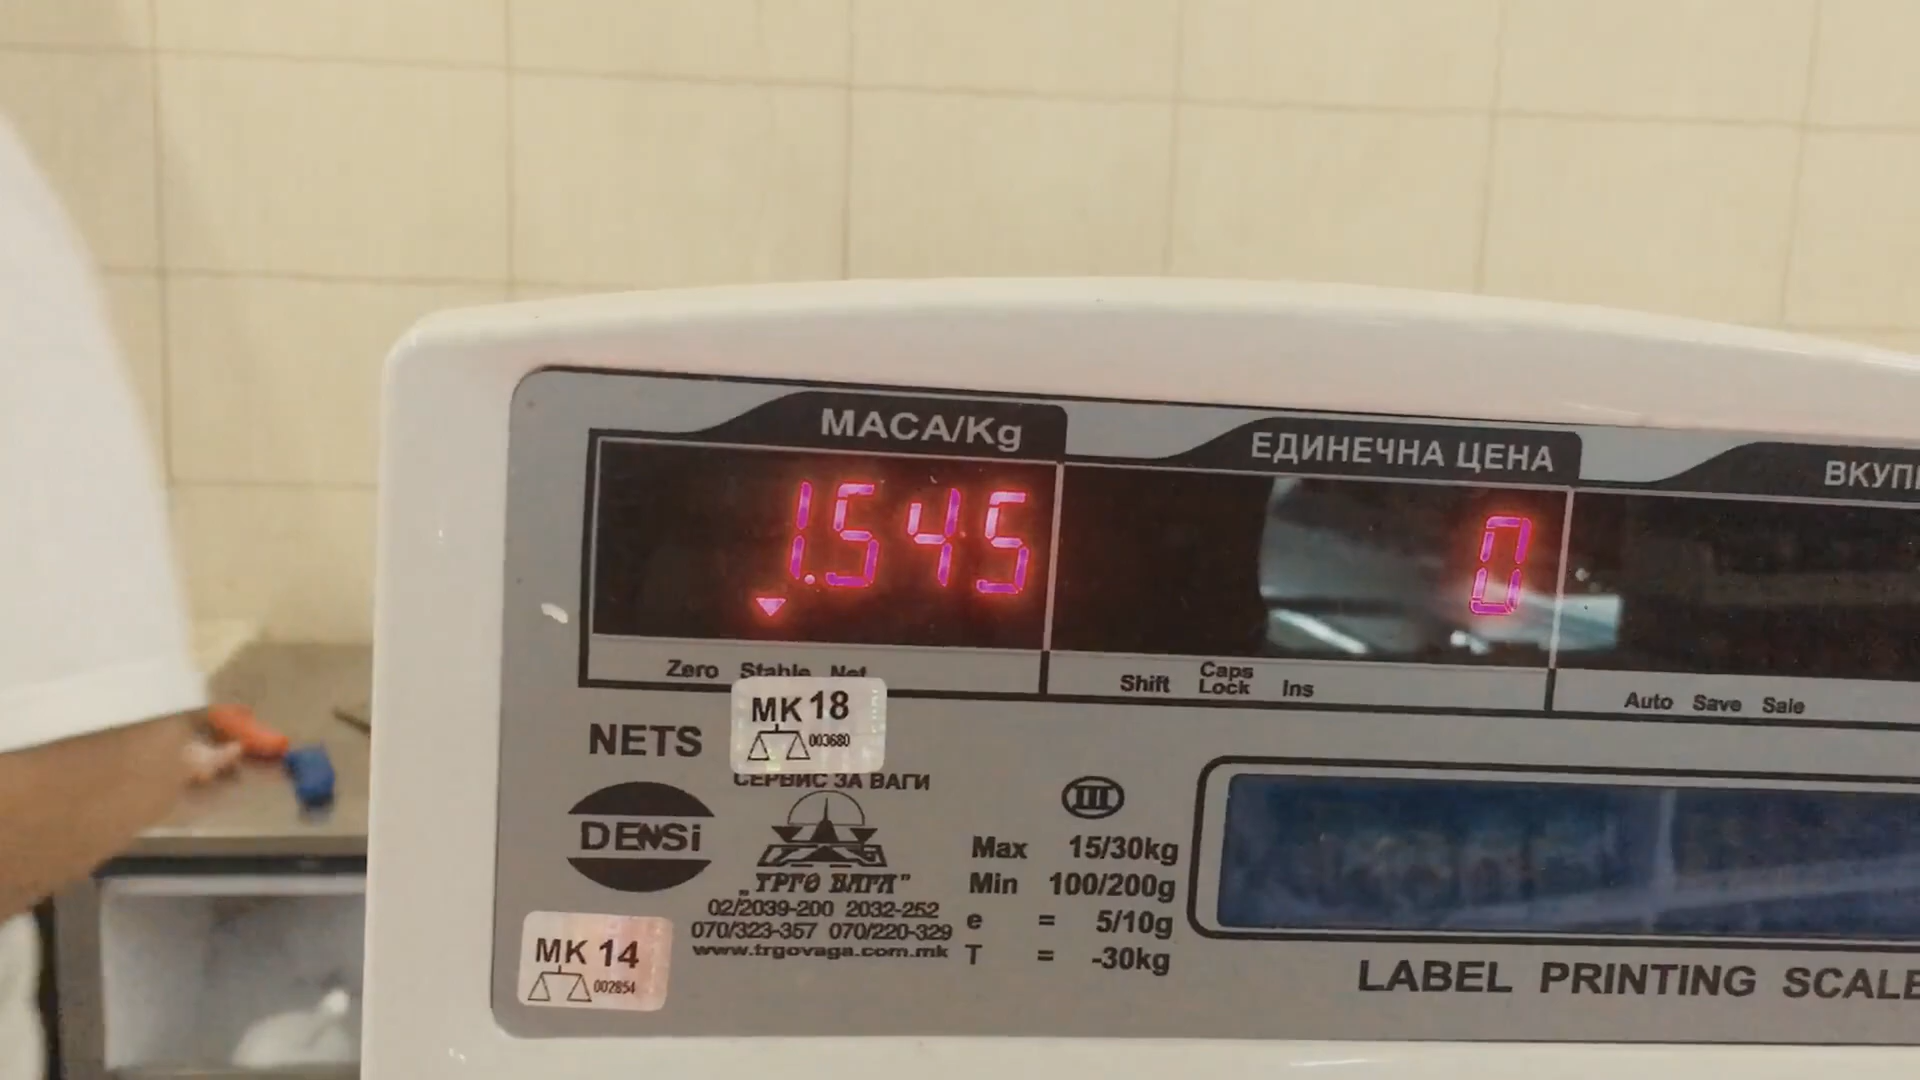 МАСА/Kg
ЕДИНЕЧНА ЦЕНА
1.545
0
Zero Stable Net
Shift Caps Lock Ins
Auto Save Sale
NETS
MK 18
003680
СЕРВИС ЗА ВАГИ
DENSi
„ТРГО ВАГА"
02/2039-200 2032-252
070/323-357 070/220-329
www.trgovaga.com.mk
MK 14
002854
III
Max 15/30kg
Min 100/200g
e = 5/10g
T = -30kg
LABEL PRINTING SCALE